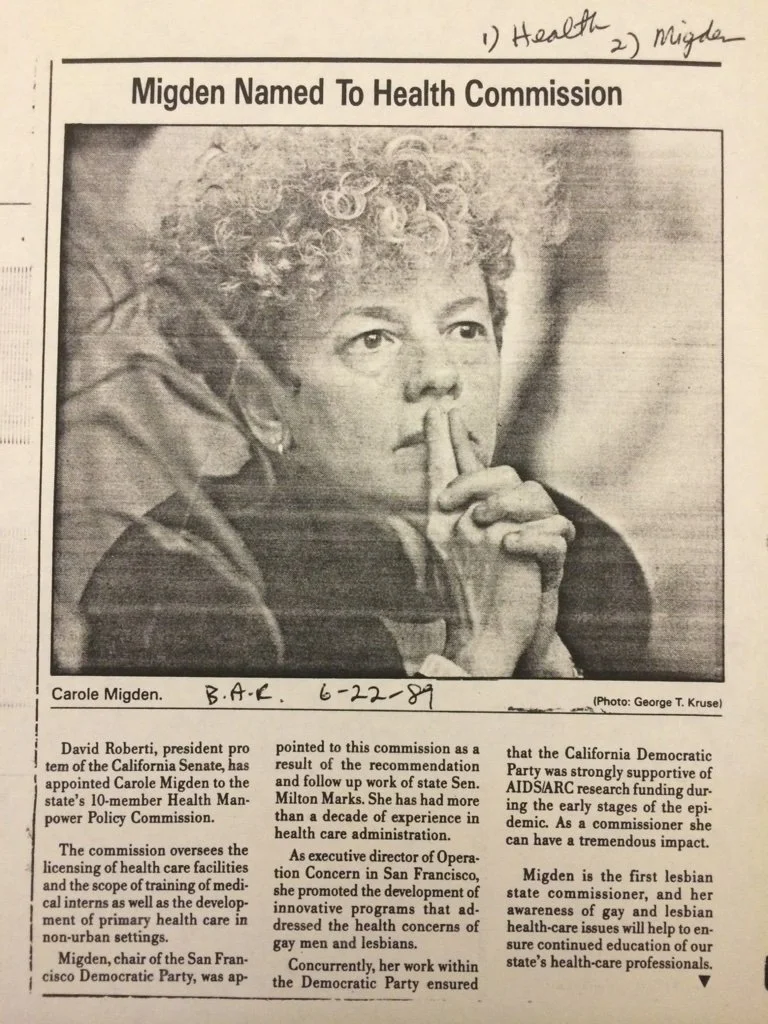 1) Health
2) Migden
Migden Named To Health Commission
Carole Migden.
B.A.R. 6-22-89
(Photo: George T. Kruse)
David Roberti, president pro
tem of the California Senate, has
appointed Carole Migden to the
state's 10-member Health Man-
power Policy Commission.
The commission oversees the
licensing of health care facilities
and the scope of training of medi-
cal interns as well as the develop-
ment of primary health care in
non-urban settings.
Migden, chair of the San Fran-
cisco Democratic Party, was ap-
pointed to this commission as a
result of the recommendation
and follow up work of state Sen.
Milton Marks. She has had more
than a decade of experience in
health care administration.
As executive director of Opera-
tion Concern in San Francisco,
she promoted the development of
innovative programs that ad-
dressed the health concerns of
gay men and lesbians.
Concurrently, her work within
the Democratic Party ensured
that the California Democratic
Party was strongly supportive of
AIDS/ARC research funding dur-
ing the early stages of the epi-
demic. As a commissioner she
can have a tremendous impact.
Migden is the first lesbian
state commissioner, and her
awareness of gay and lesbian
health-care issues will help to en-
sure continued education of our
state's health-care professionals.